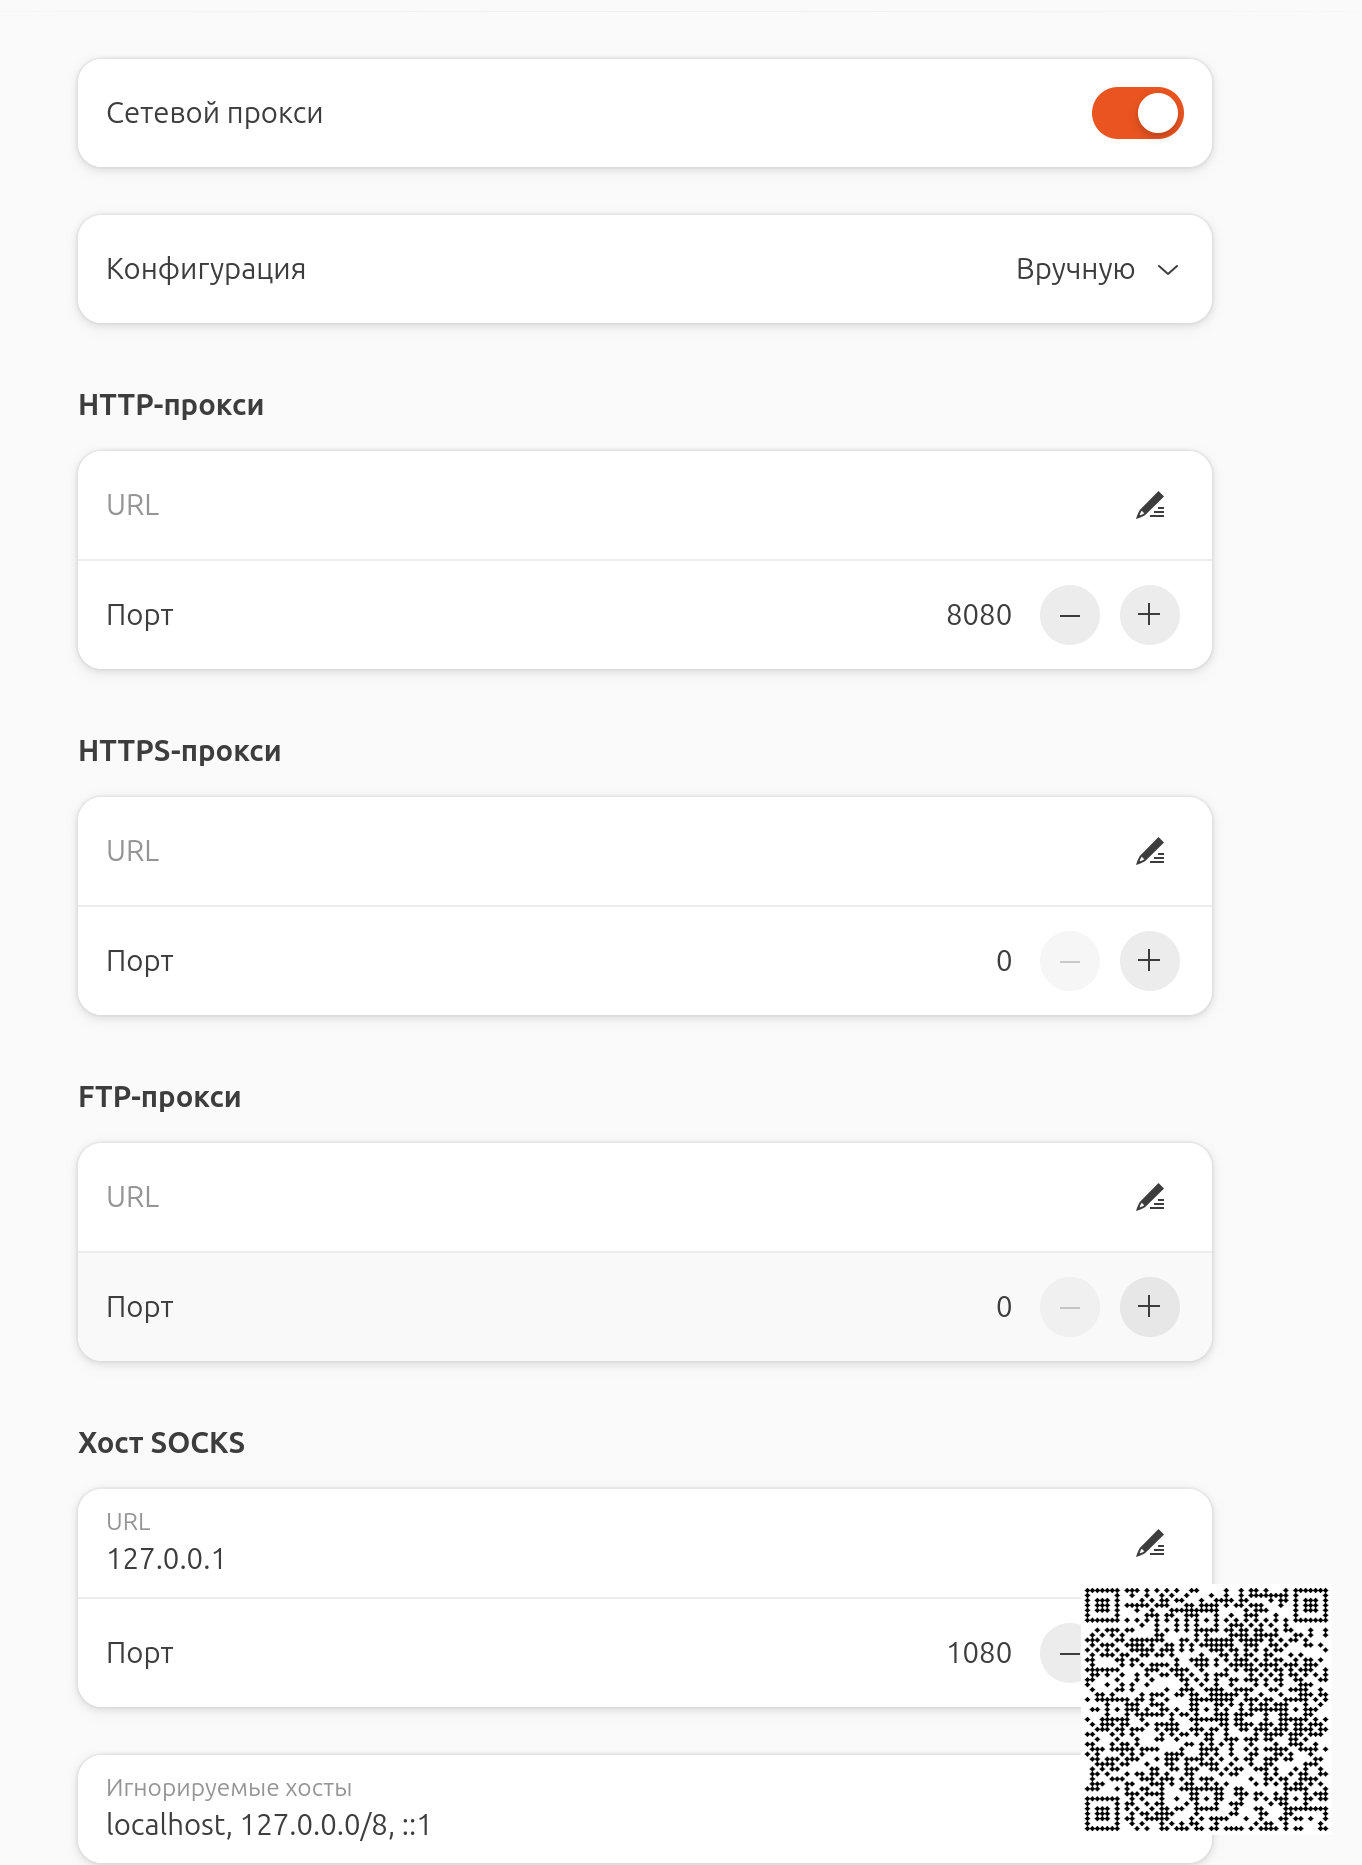 Сетевой прокси
Конфигурация Вручную
HTTP-прокси
URL
Порт 8080
HTTPS-прокси
URL
Порт 0
FTP-прокси
URL
Порт 0
Хост SOCKS
URL
127.0.0.1
Порт 1080
Игнорируемые хосты
localhost, 127.0.0.0/8, ::1